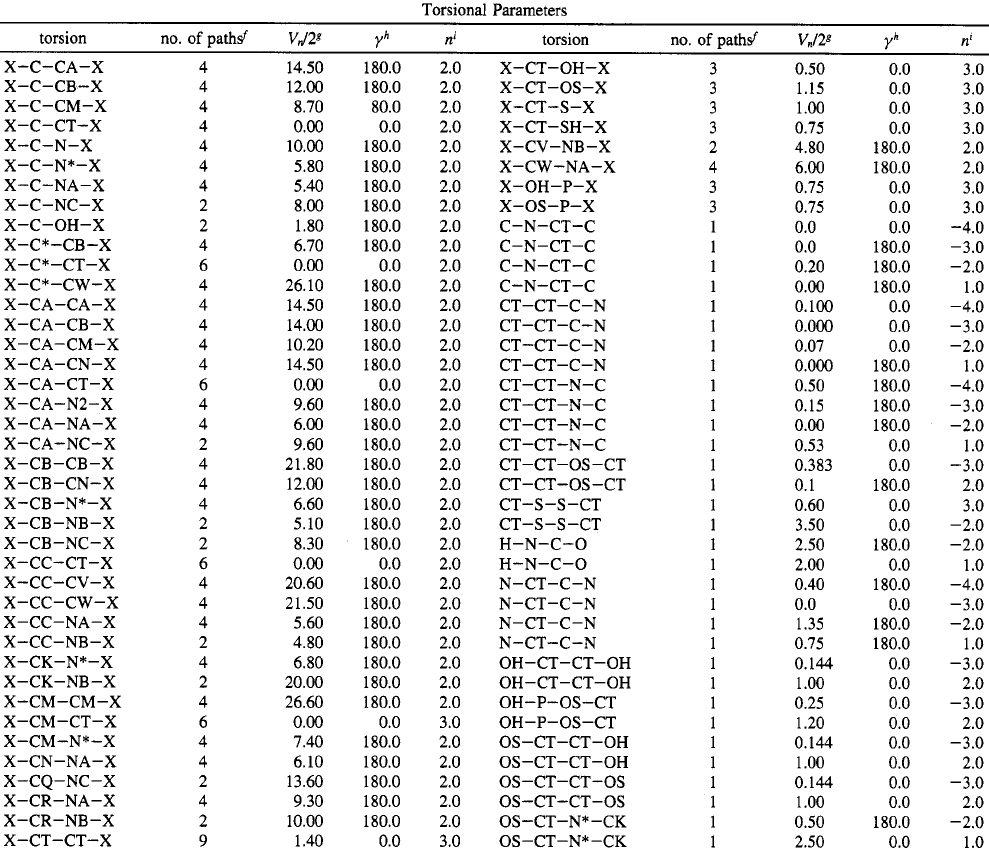 Torsional Parameters
torsion no. of paths^f V_n/2^g γ^h n^i torsion no. of paths^f V_n/2^g γ^h n^i
X−C−CA−X 4 14.50 180.0 2.0 X−CT−OH−X 3 0.50 0.0 3.0
X−C−CB−X 4 12.00 180.0 2.0 X−CT−OS−X 3 1.15 0.0 3.0
X−C−CM−X 4 8.70 80.0 2.0 X−CT−S−X 3 1.00 0.0 3.0
X−C−CT−X 4 0.00 0.0 2.0 X−CT−SH−X 3 0.75 0.0 3.0
X−C−N−X 4 10.00 180.0 2.0 X−CV−NB−X 2 4.80 180.0 2.0
X−C−N*−X 4 5.80 180.0 2.0 X−CW−NA−X 4 6.00 180.0 2.0
X−C−NA−X 4 5.40 180.0 2.0 X−OH−P−X 3 0.75 0.0 3.0
X−C−NC−X 2 8.00 180.0 2.0 X−OS−P−X 3 0.75 0.0 3.0
X−C−OH−X 2 1.80 180.0 2.0 C−N−CT−C 1 0.0 0.0 −4.0
X−C*−CB−X 4 6.70 180.0 2.0 C−N−CT−C 1 0.0 180.0 −3.0
X−C*−CT−X 6 0.00 0.0 2.0 C−N−CT−C 1 0.20 180.0 −2.0
X−C*−CW−X 4 26.10 180.0 2.0 C−N−CT−C 1 0.00 180.0 1.0
X−CA−CA−X 4 14.50 180.0 2.0 CT−CT−C−N 1 0.100 0.0 −4.0
X−CA−CB−X 4 14.00 180.0 2.0 CT−CT−C−N 1 0.000 0.0 −3.0
X−CA−CM−X 4 10.20 180.0 2.0 CT−CT−C−N 1 0.07 0.0 −2.0
X−CA−CN−X 4 14.50 180.0 2.0 CT−CT−C−N 1 0.000 180.0 1.0
X−CA−CT−X 6 0.00 0.0 2.0 CT−CT−N−C 1 0.50 180.0 −4.0
X−CA−N2−X 4 9.60 180.0 2.0 CT−CT−N−C 1 0.15 180.0 −3.0
X−CA−NA−X 4 6.00 180.0 2.0 CT−CT−N−C 1 0.00 180.0 −2.0
X−CA−NC−X 2 9.60 180.0 2.0 CT−CT−N−C 1 0.53 0.0 1.0
X−CB−CB−X 4 21.80 180.0 2.0 CT−CT−OS−CT 1 0.383 0.0 −3.0
X−CB−CN−X 4 12.00 180.0 2.0 CT−CT−OS−CT 1 0.1 180.0 2.0
X−CB−N*−X 4 6.60 180.0 2.0 CT−S−S−CT 1 0.60 0.0 3.0
X−CB−NB−X 2 5.10 180.0 2.0 CT−S−S−CT 1 3.50 0.0 −2.0
X−CB−NC−X 2 8.30 180.0 2.0 H−N−C−O 1 2.50 180.0 −2.0
X−CC−CT−X 6 0.00 0.0 2.0 H−N−C−O 1 2.00 0.0 1.0
X−CC−CV−X 4 20.60 180.0 2.0 N−CT−C−N 1 0.40 180.0 −4.0
X−CC−CW−X 4 21.50 180.0 2.0 N−CT−C−N 1 0.0 0.0 −3.0
X−CC−NA−X 4 5.60 180.0 2.0 N−CT−C−N 1 1.35 180.0 −2.0
X−CC−NB−X 2 4.80 180.0 2.0 N−CT−C−N 1 0.75 180.0 1.0
X−CK−N*−X 4 6.80 180.0 2.0 OH−CT−CT−OH 1 0.144 0.0 −3.0
X−CK−NB−X 2 20.00 180.0 2.0 OH−CT−CT−OH 1 1.00 0.0 2.0
X−CM−CM−X 4 26.60 180.0 2.0 OH−P−OS−CT 1 0.25 0.0 −3.0
X−CM−CT−X 6 0.00 0.0 3.0 OH−P−OS−CT 1 1.20 0.0 2.0
X−CM−N*−X 4 7.40 180.0 2.0 OS−CT−CT−OH 1 0.144 0.0 −3.0
X−CN−NA−X 4 6.10 180.0 2.0 OS−CT−CT−OH 1 1.00 0.0 2.0
X−CQ−NC−X 2 13.60 180.0 2.0 OS−CT−CT−OS 1 0.144 0.0 −3.0
X−CR−NA−X 4 9.30 180.0 2.0 OS−CT−CT−OS 1 1.00 0.0 2.0
X−CR−NB−X 2 10.00 180.0 2.0 OS−CT−N*−CK 1 0.50 180.0 −2.0
X−CT−CT−X 9 1.40 0.0 3.0 OS−CT−N*−CK 1 2.50 0.0 1.0